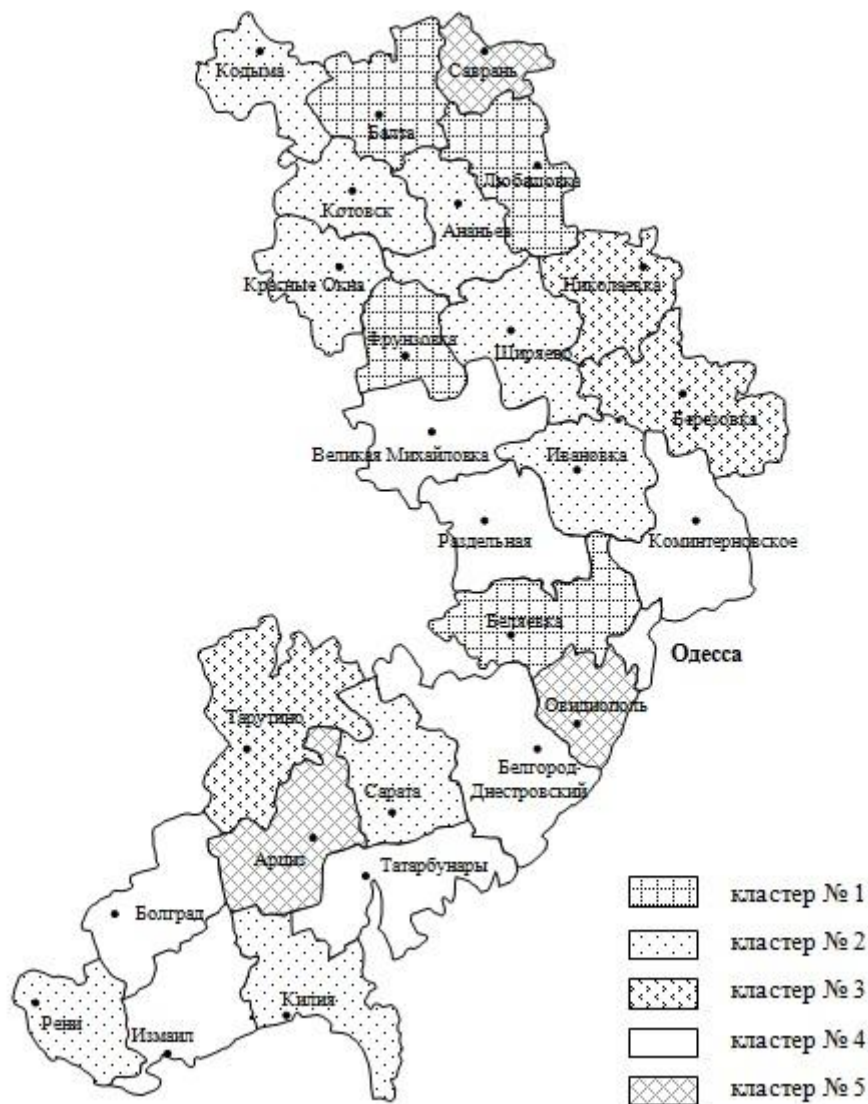 Кодыма
Саврань
Балта
Любашовка
Котовск
Ананьев
Красные Окна
Николаевка
Фрунзовка
Ширяево
Березовка
Великая Михайловка
Ивановка
Раздельная
Коминтерновское
Беляевка
Одесса
Тарутино
Овидиополь
Белгород-
Днестровский
Сарата
Арциз
Татарбунары
Болград
Килия
Рени
Измаил
кластер № 1
кластер № 2
кластер № 3
кластер № 4
кластер № 5